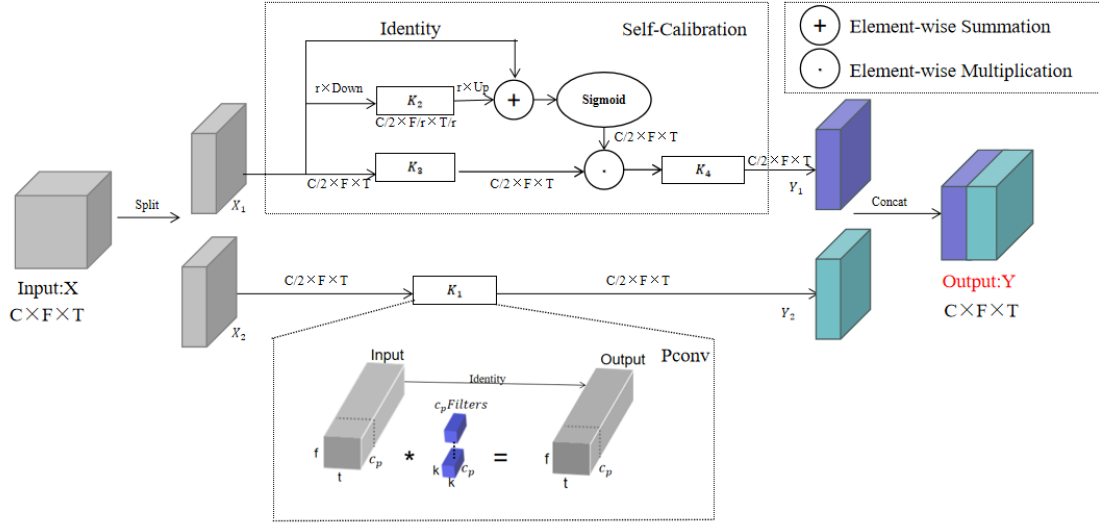 Identity
Self-Calibration
+ Element-wise Summation
· Element-wise Multiplication
r×Down
K2
r×Up
+
Sigmoid
C/2×F/r×T/r
C/2×F×T
C/2×F×T
K3
C/2×F×T
·
K4
C/2×F×T
X1
Y1
Split
Concat
Input:X
C×F×T
Output:Y
C×F×T
C/2×F×T
K1
C/2×F×T
X2
Y2
Pconv
Input
Identity
Output
cpFilters
f
t
cp
*
k
k
cp
=
f
t
cp